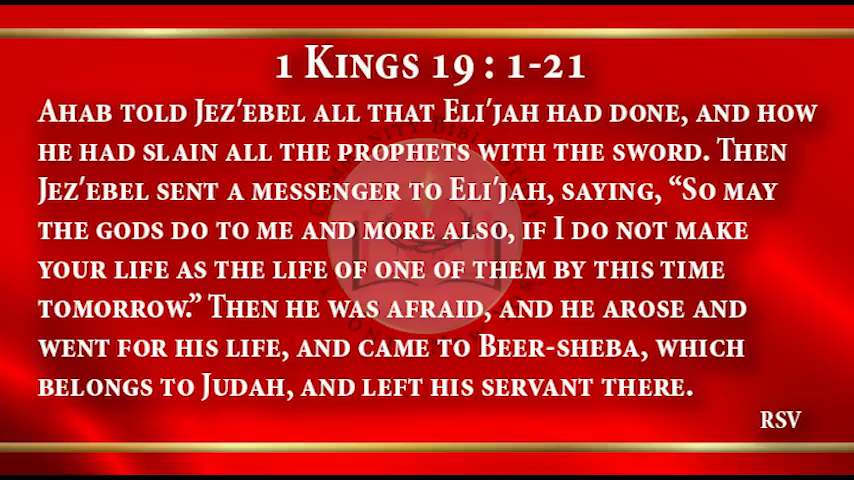 1 Kings 19 : 1-21
Ahab told Jez'ebel all that Eli'jah had done, and how
he had slain all the prophets with the sword. Then
Jez'ebel sent a messenger to Eli'jah, saying, “So may
the gods do to me and more also, if I do not make
your life as the life of one of them by this time
tomorrow.” Then he was afraid, and he arose and
went for his life, and came to Beer-sheba, which
belongs to Judah, and left his servant there.
RSV